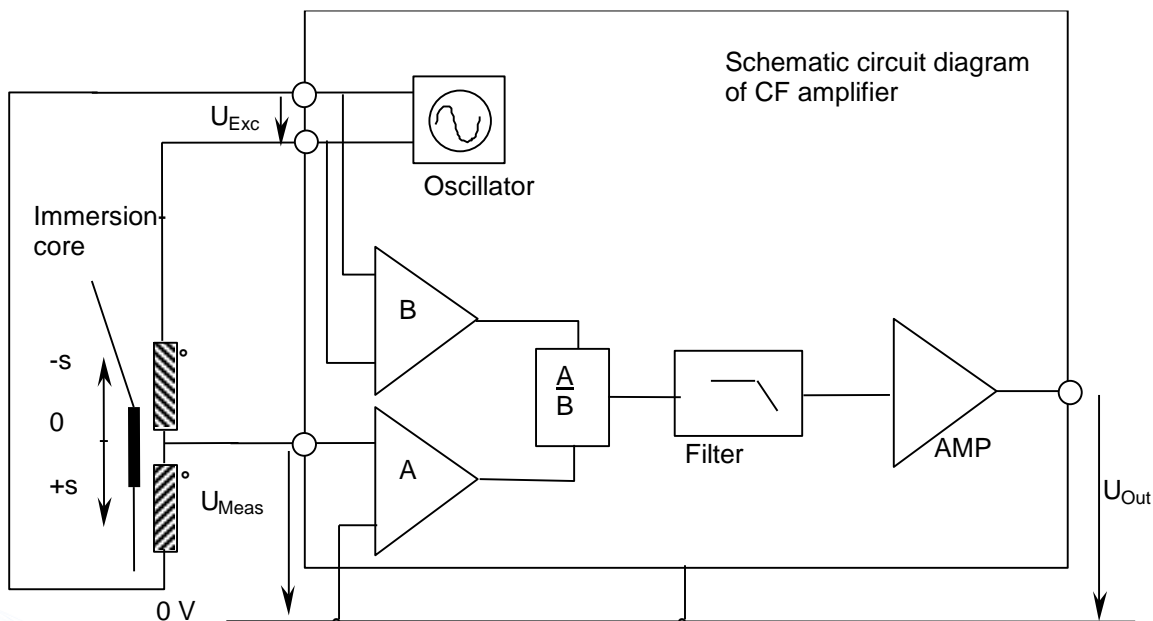 Schematic circuit diagram
of CF amplifier
U_Exc
Oscillator
Immersion-
core
B
-s
0
+s
A
B
A
Filter
AMP
U_Meas
U_Out
0 V